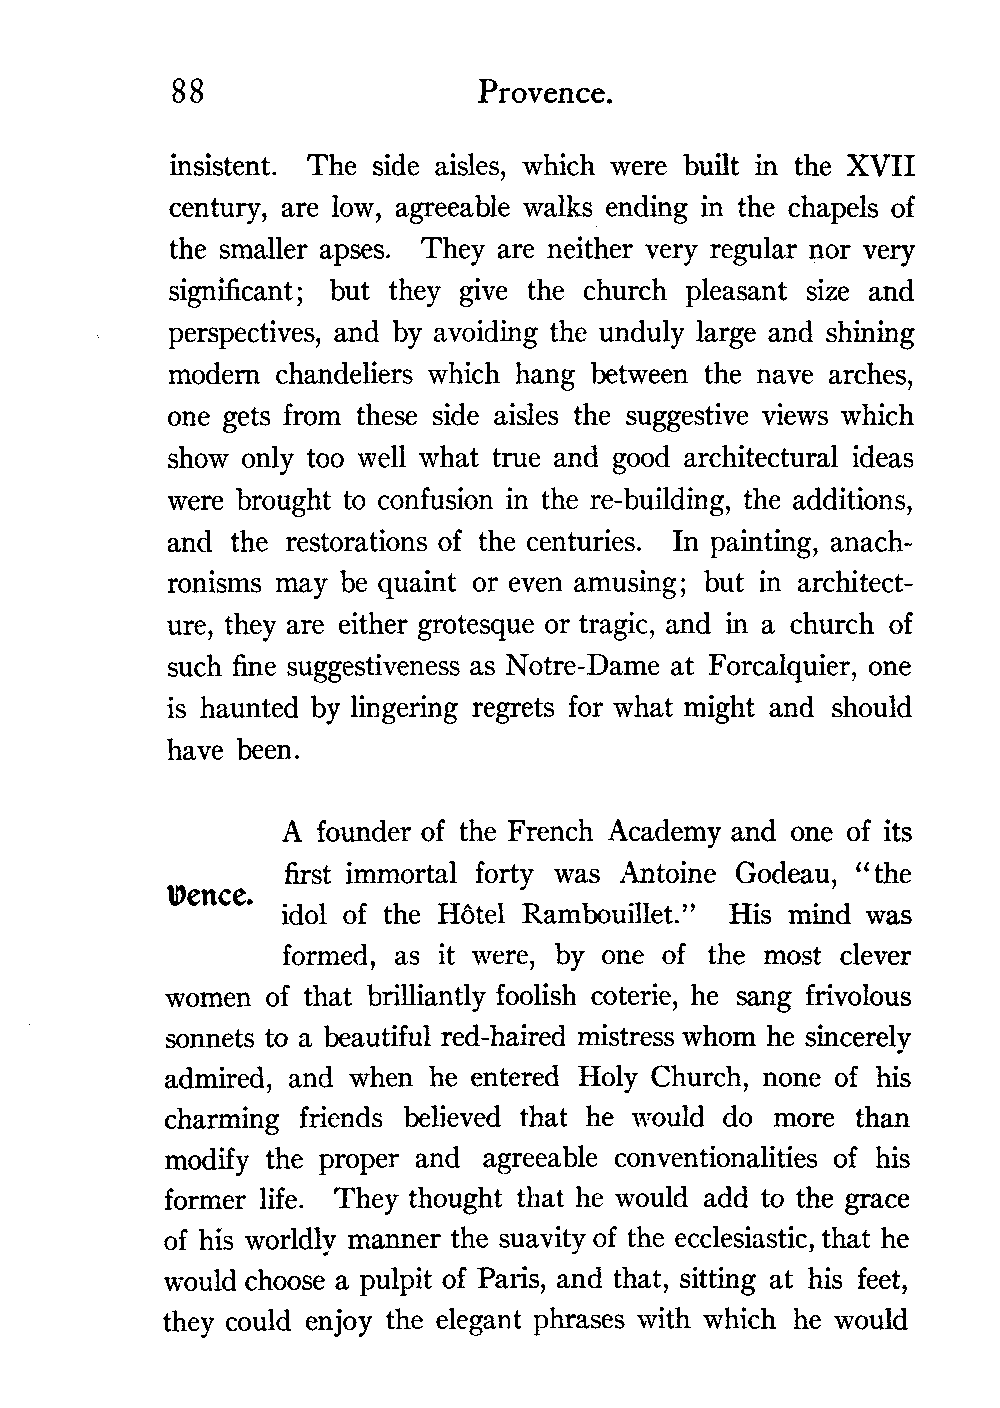 88 Provence.
insistent. The side aisles, which were built in the XVII
century, are low, agreeable walks ending in the chapels of
the smaller apses. They are neither very regular nor very
significant; but they give the church pleasant size and
perspectives, and by avoiding the unduly large and shining
modern chandeliers which hang between the nave arches,
one gets from these side aisles the suggestive views which
show only too well what true and good architectural ideas
were brought to confusion in the re-building, the additions,
and the restorations of the centuries. In painting, anach-
ronisms may be quaint or even amusing; but in architect-
ure, they are either grotesque or tragic, and in a church of
such fine suggestiveness as Notre-Dame at Forcalquier, one
is haunted by lingering regrets for what might and should
have been.
A founder of the French Academy and one of its
first immortal forty was Antoine Godeau, “the
Vence.
idol of the Hôtel Rambouillet.” His mind was
formed, as it were, by one of the most clever
women of that brilliantly foolish coterie, he sang frivolous
sonnets to a beautiful red-haired mistress whom he sincerely
admired, and when he entered Holy Church, none of his
charming friends believed that he would do more than
modify the proper and agreeable conventionalities of his
former life. They thought that he would add to the grace
of his worldly manner the suavity of the ecclesiastic, that he
would choose a pulpit of Paris, and that, sitting at his feet,
they could enjoy the elegant phrases with which he would